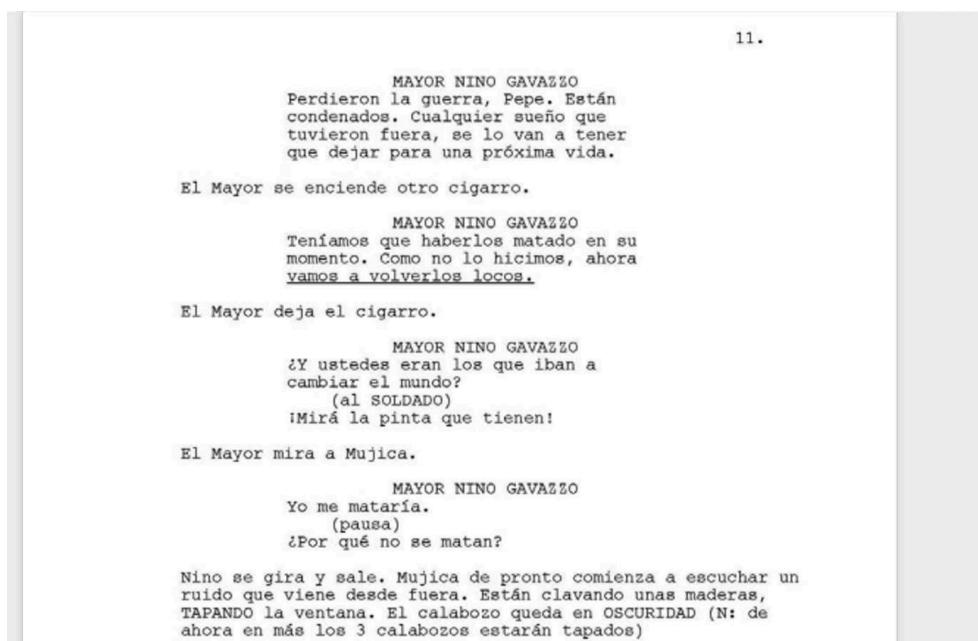 11.
MAYOR NINO GAVAZZO
Perdieron la guerra, Pepe. Están
condenados. Cualquier sueño que
tuvieron fuera, se lo van a tener
que dejar para una próxima vida.
El Mayor se enciende otro cigarro.
MAYOR NINO GAVAZZO
Teníamos que haberlos matado en su
momento. Como no lo hicimos, ahora
vamos a volverlos locos.
El Mayor deja el cigarro.
MAYOR NINO GAVAZZO
¿Y ustedes eran los que iban a
cambiar el mundo?
(al SOLDADO)
¡Mirá la pinta que tienen!
El Mayor mira a Mujica.
MAYOR NINO GAVAZZO
Yo me mataría.
(pausa)
¿Por qué no se matan?
Nino se gira y sale. Mujica de pronto comienza a escuchar un
ruido que viene desde fuera. Están clavando unas maderas,
TAPANDO la ventana. El calabozo queda en OSCURIDAD (N: de
ahora en más los 3 calabozos estarán tapados)